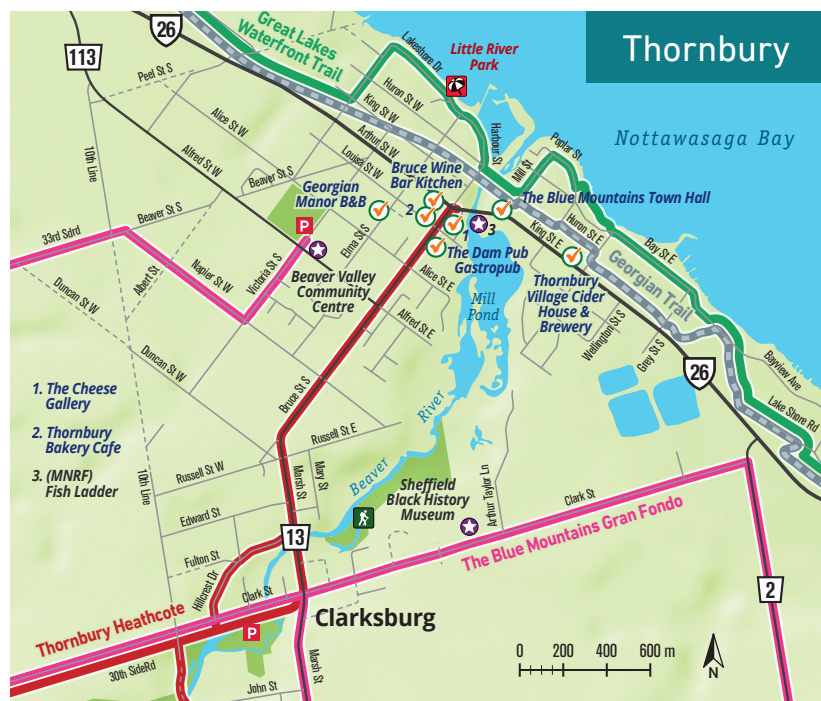 Thornbury
26
113
Great Lakes
Waterfront Trail
Lakeshore Dr
Little River
Park
Peel St S
Huron St W
King St W
Nottawasaga Bay
Alice St W
Arthur St W
Harbour St
Poplar St
Mill St
Louisa St W
Alfred St W
10th Line
Beaver St S
Bruce Wine
Bar Kitchen
Georgian
Manor B&B
The Blue Mountains Town Hall
2
1
3
33rd Sdrd
Beaver St S
P
Elma St S
King St E
Huron St E
Bay St E
The Dam Pub
Gastropub
Georgian Trail
Albert St
Napier St W
Victoria St S
Beaver Valley
Community
Centre
Alice St E
Duncan St W
Mill
Pond
Thornbury
Village Cider
House &
Brewery
Alfred St E
Wellington St S
Grey St S
Duncan St W
26
Bayview Ave
Bruce St S
Lake Shore Rd
1. The Cheese
Gallery
2. Thornbury
Bakery Cafe
3. (MNRF)
Fish Ladder
Russell St E
Beaver River
Russell St W
10th Line
Marsh St
Mary St
Sheffield
Black History
Museum
Arthur Taylor Ln
Clark St
Edward St
13
The Blue Mountains Gran Fondo
Fulton St
Hillcrest Dr
Clark St
2
Thornbury Heathcote
Clarksburg
P
30th SideRd
Marsh St
John St
0 200 400 600 m
N